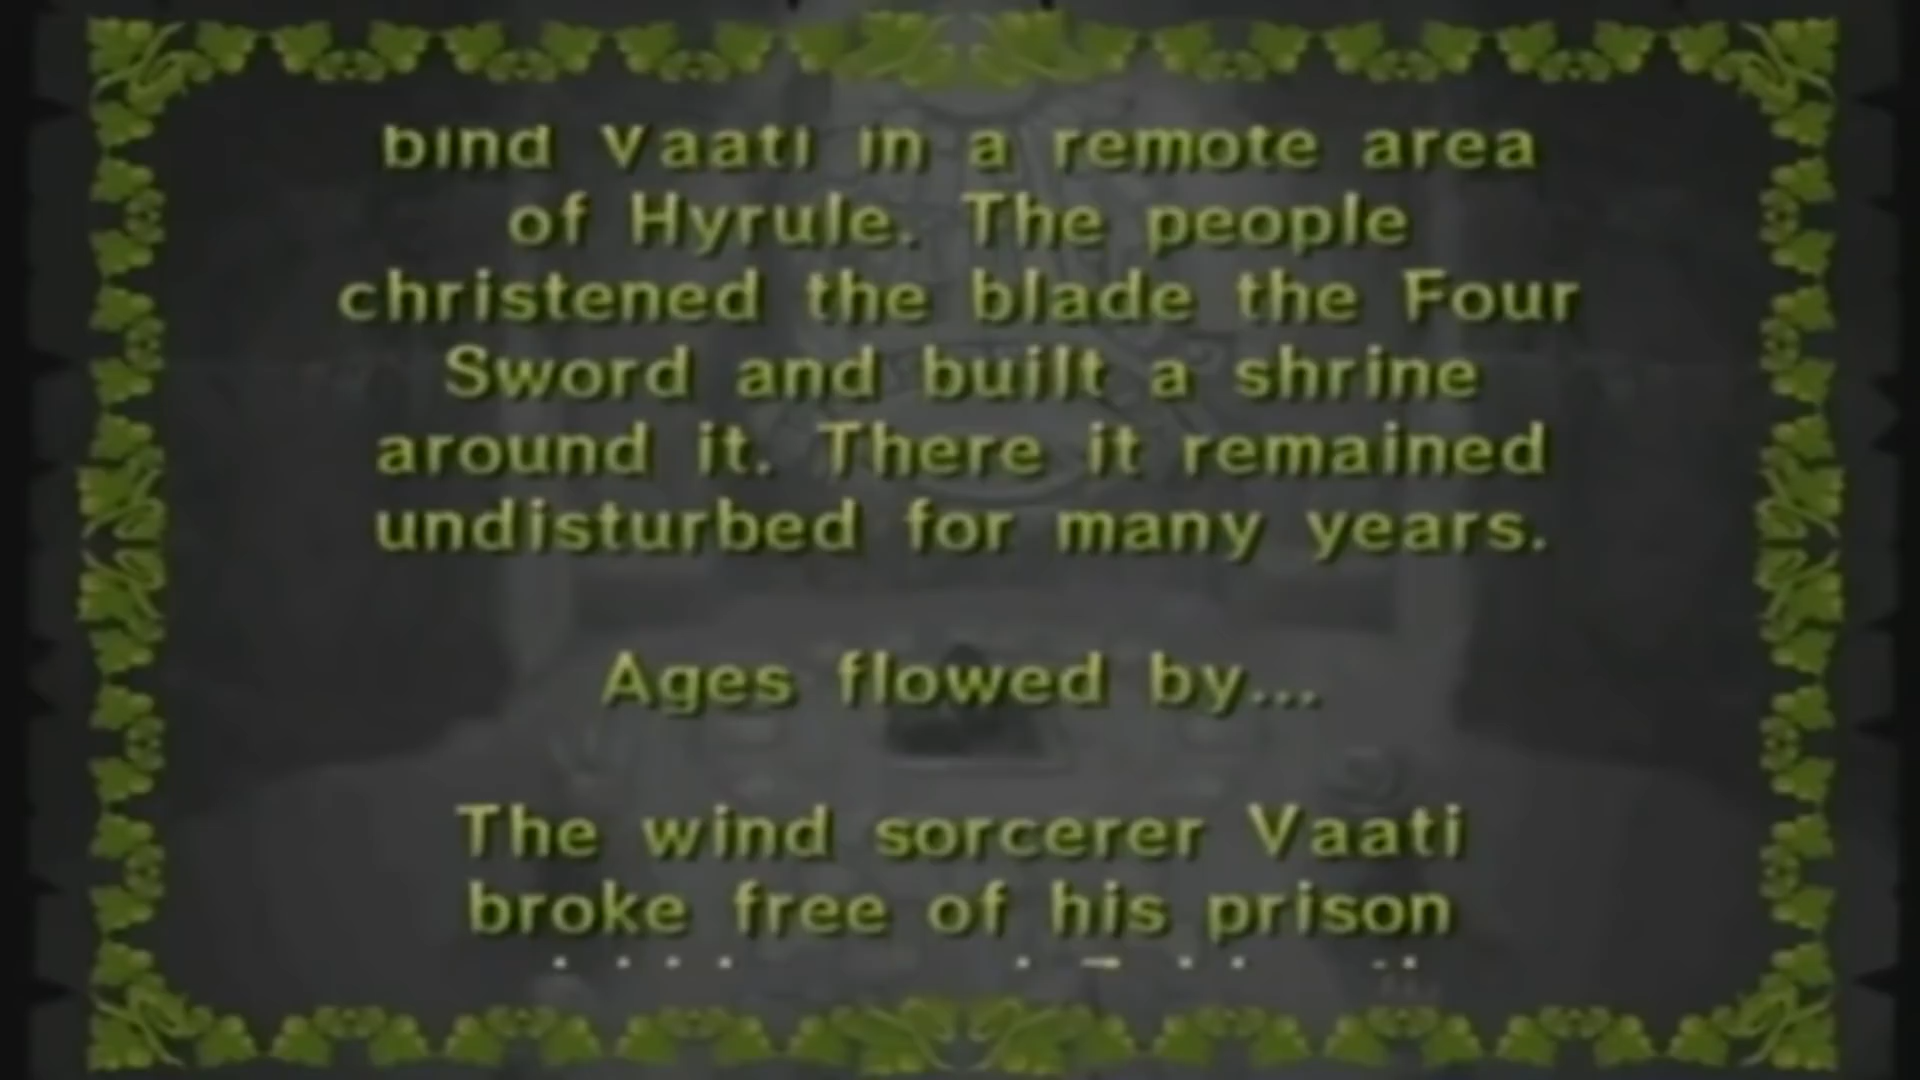 bind Vaati in a remote area
of Hyrule. The people
christened the blade the Four
Sword and built a shrine
around it. There it remained
undisturbed for many years.
Ages flowed by...
The wind sorcerer Vaati
broke free of his prison